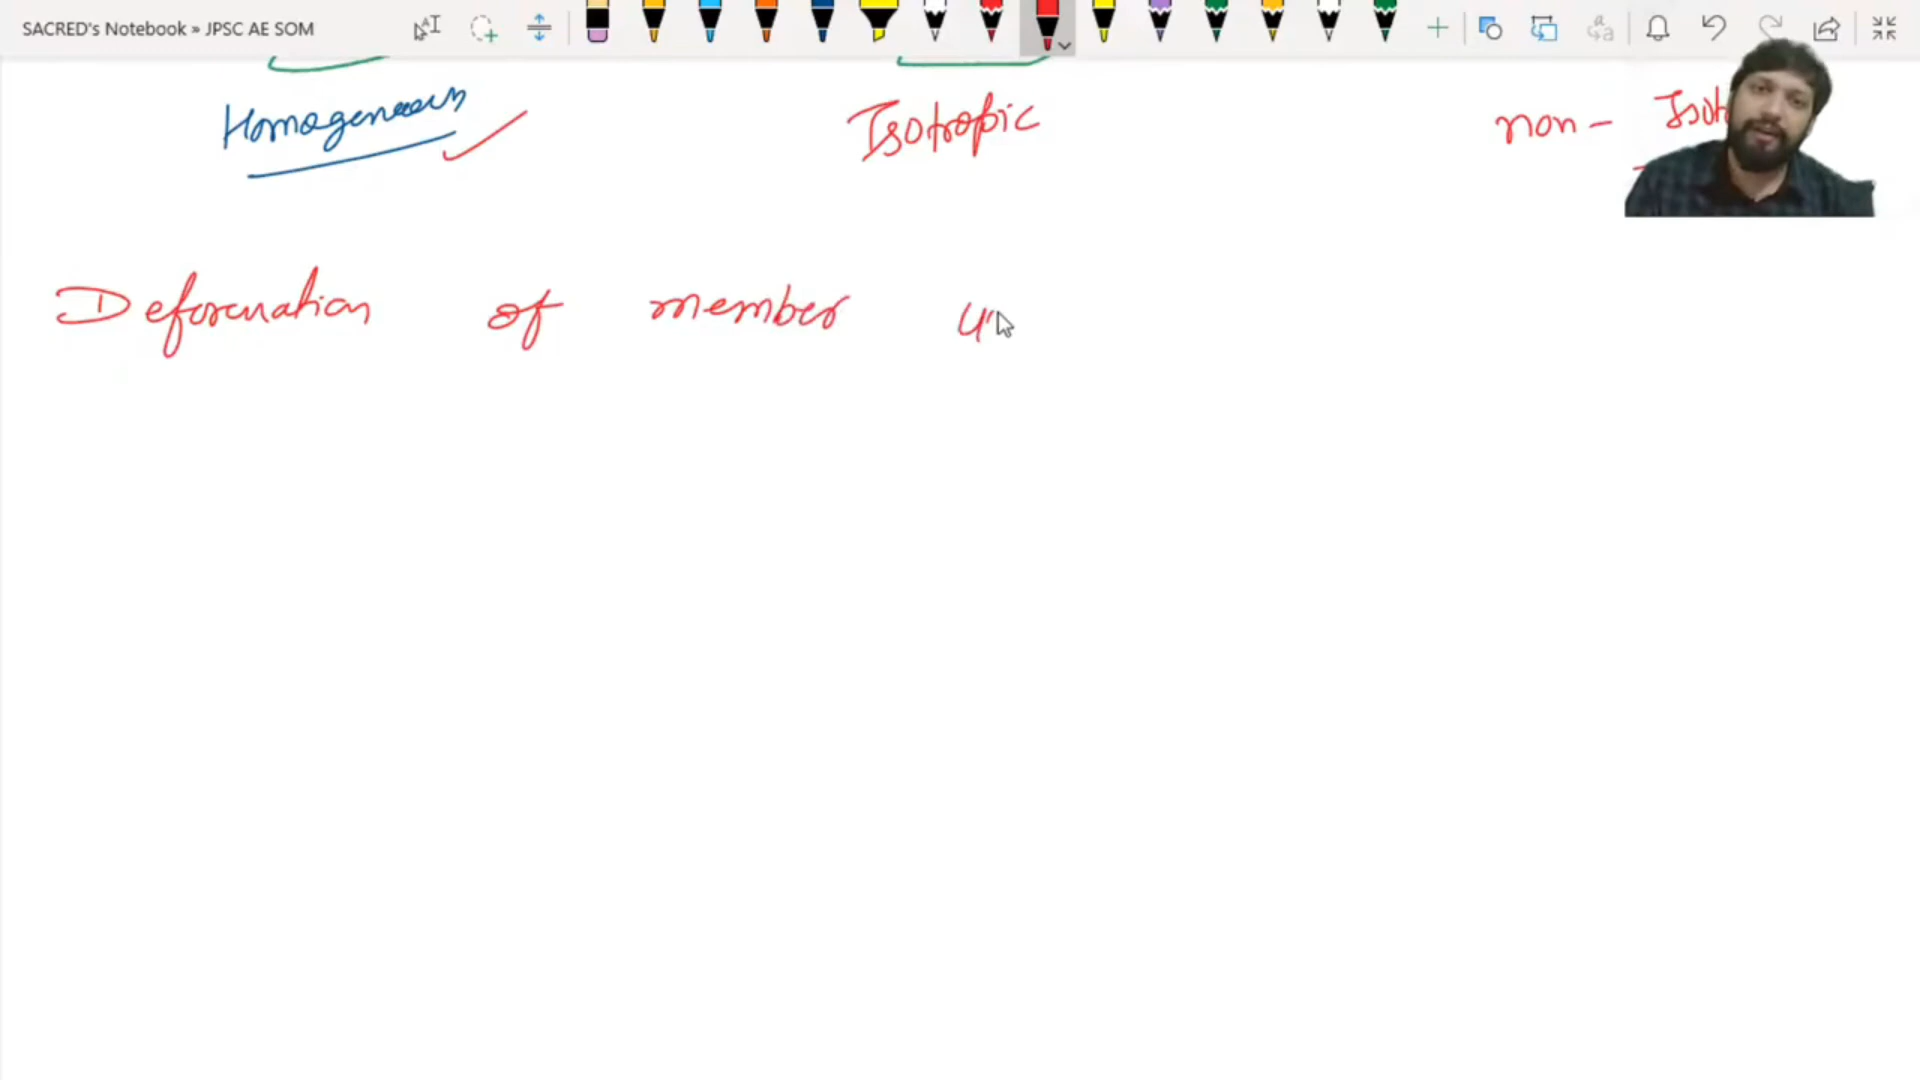 SACRED's Notebook » JPSC AE SOM
Homogeneous Isotropic non-
Deformation of member